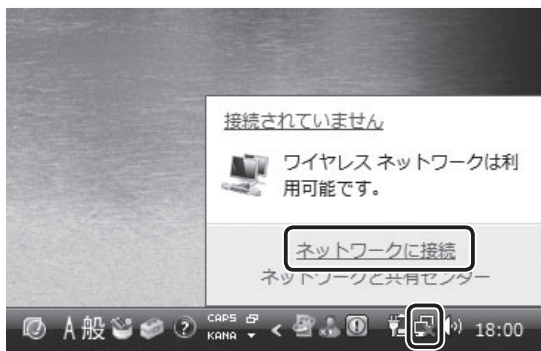 接続されていません
ワイヤレス ネットワークは利
用可能です。
ネットワークに接続
ネットワークと共有センター
A 般 ? CAPS
KANA
18:00